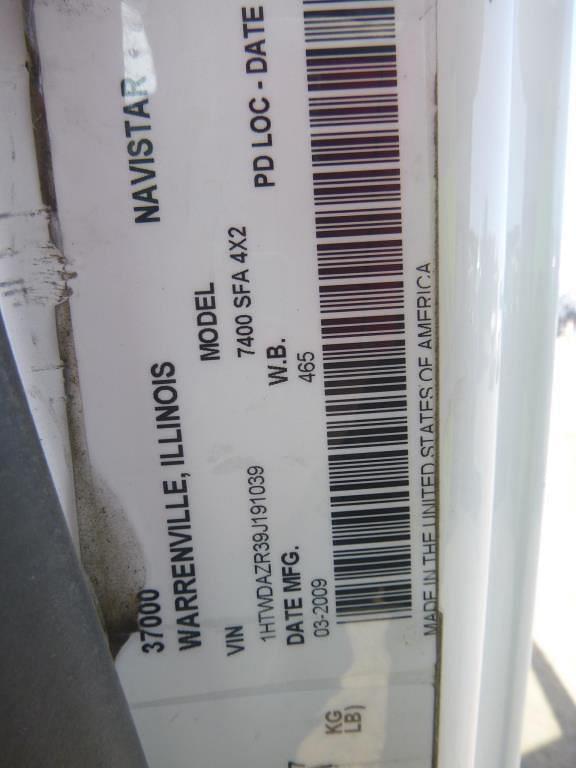 37000 NAVISTAR
WARRENVILLE, ILLINOIS
MODEL
VIN 7400 SFA 4X2 PD LOC - DATE
1HTWDAZR39J191039 W.B.
DATE MFG. 465
03-2009
MADE IN THE UNITED STATES OF AMERICA
KG
LB)